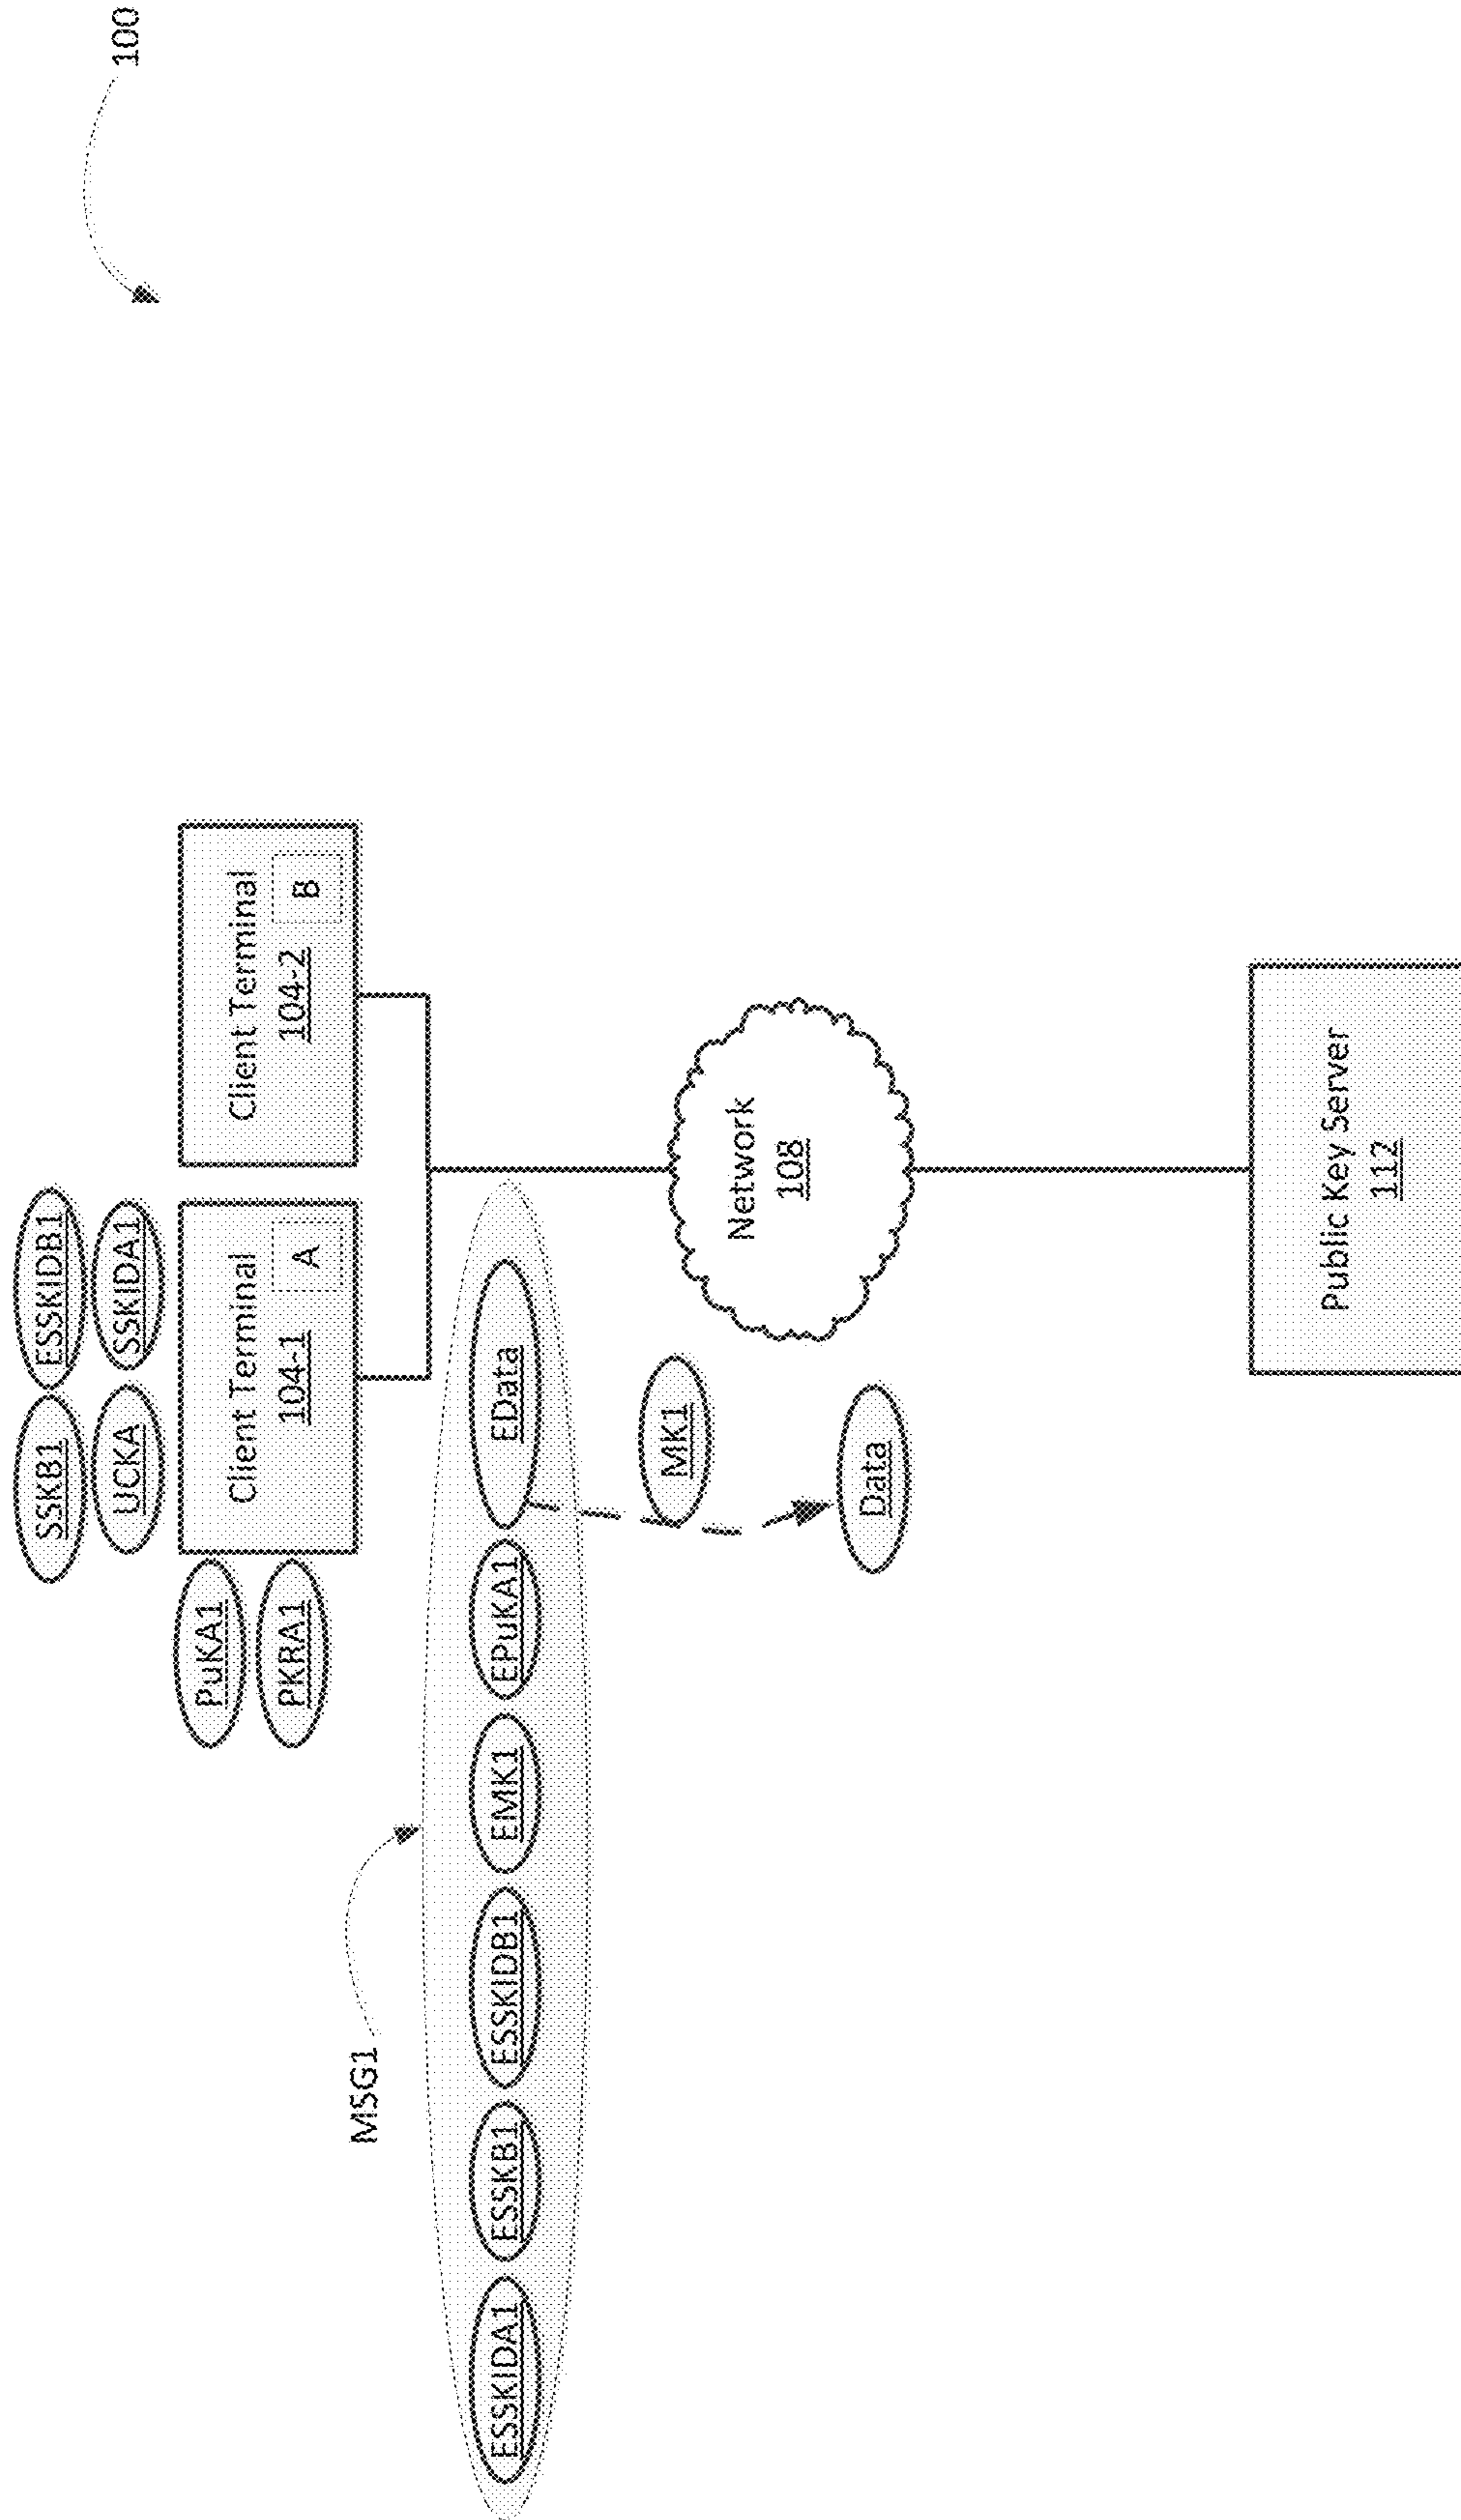 100
SSKB1
ESSKIDB1
UCKA
SSKIDA1
PuKA1
PKRA1
Client Terminal
104-1
A
Client Terminal
104-2
B
MSG1
ESSKIDA1
ESSKB1
ESSKIDB1
EMK1
EPuKA1
EData
MK1
Data
Network
108
Public Key Server
112